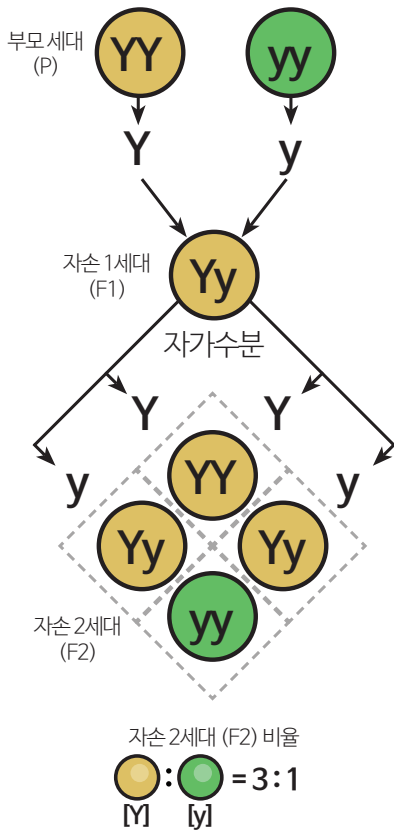 부모 세대
(P)
YY
yy
Y
y
자손 1세대
(F1)
Yy
자가수분
Y
Y
y
y
YY
Yy
Yy
yy
자손 2세대
(F2)
자손 2세대 (F2) 비율
: = 3 : 1
[Y] [y]